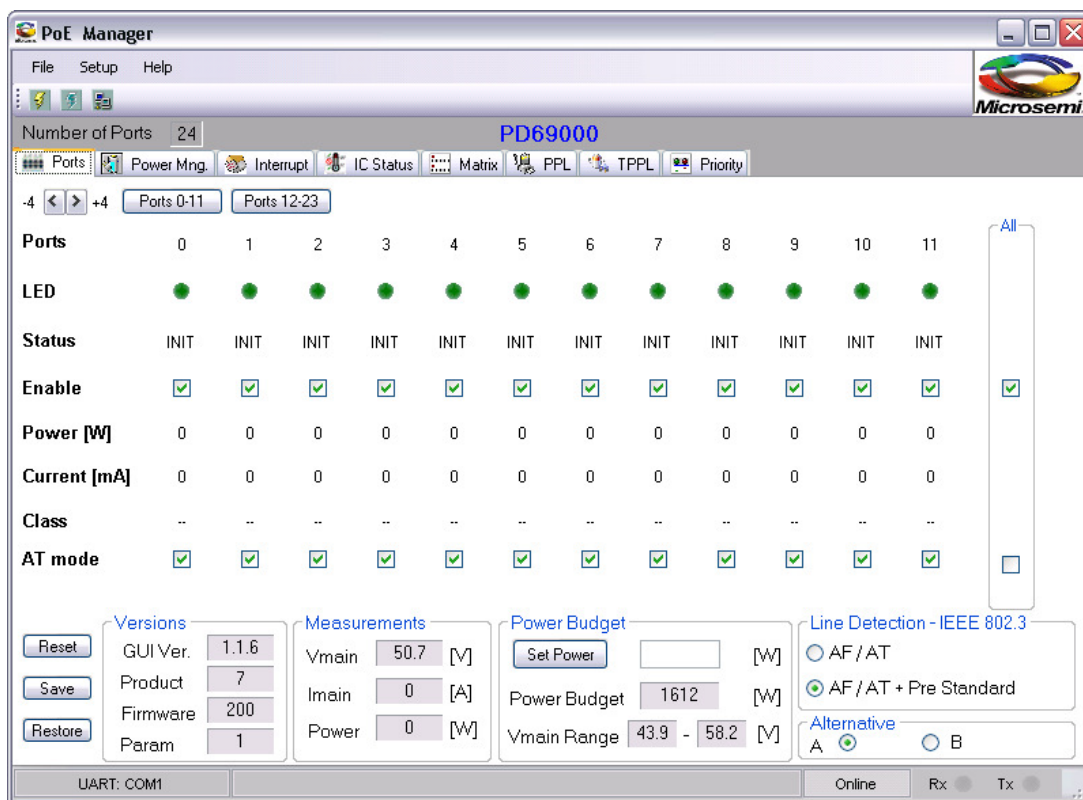 PoE Manager
File Setup Help
Microsemi.
Number of Ports 24 PD69000
Ports Power Mng. Interrupt IC Status Matrix PPL TPPL Priority
-4 < > +4 Ports 0-11 Ports 12-23
All
Ports 0 1 2 3 4 5 6 7 8 9 10 11
LED
Status INIT INIT INIT INIT INIT INIT INIT INIT INIT INIT INIT INIT
Enable
Power [W] 0 0 0 0 0 0 0 0 0 0 0 0
Current [mA] 0 0 0 0 0 0 0 0 0 0 0 0
Class -- -- -- -- -- -- -- -- -- -- -- --
AT mode
Reset
Save
Restore
Versions
GUI Ver. 1.1.6
Product 7
Firmware 200
Param 1
Measurements
Vmain 50.7 [V]
Imain 0 [A]
Power 0 [W]
Power Budget
Set Power [W]
Power Budget 1612 [W]
Vmain Range 43.9 - 58.2 [V]
Line Detection - IEEE 802.3
AF / AT
AF / AT + Pre Standard
Alternative
A B
UART: COM1 Online Rx Tx